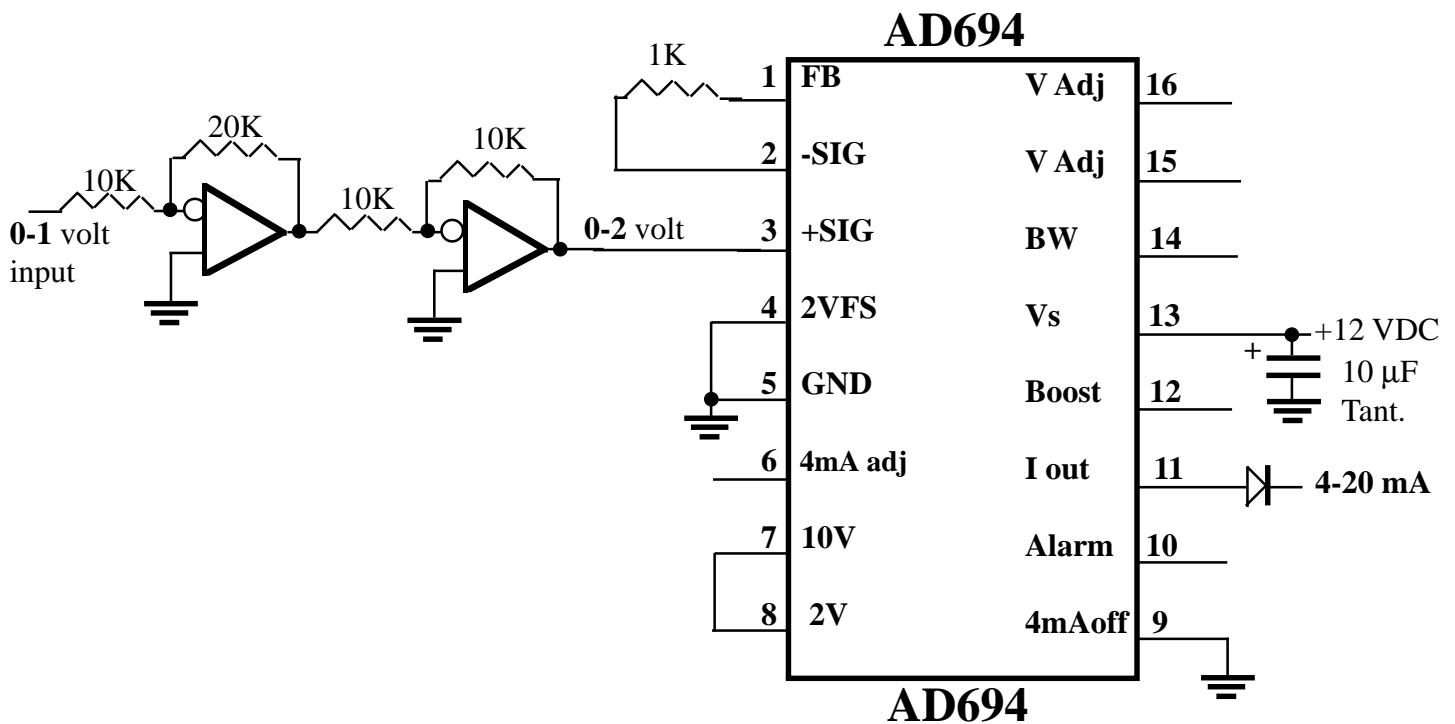 AD694
1K
1 FB
V Adj 16
20K
10K
2 -SIG
V Adj 15
10K
10K
0-1 volt
input
0-2 volt
3 +SIG
BW 14
4 2VFS
Vs 13
+12 VDC
+
10 μF
Tant.
5 GND
Boost 12
6 4mA adj
I out 11
4-20 mA
7 10V
Alarm 10
8 2V
4mAoff 9
AD694